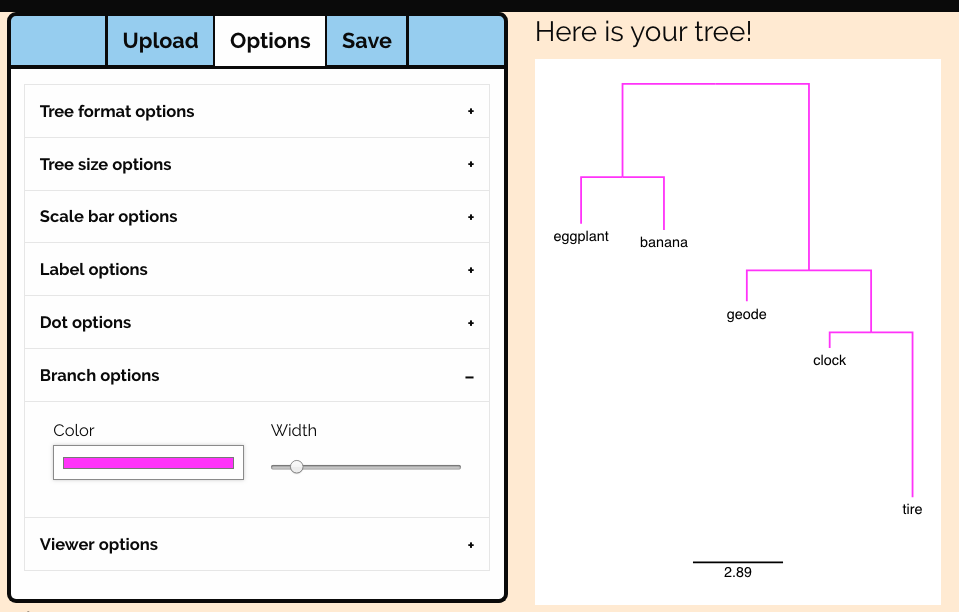 Upload Options Save
Tree format options +
Tree size options +
Scale bar options +
Label options +
Dot options +
Branch options –
Color Width
Viewer options +
Here is your tree!
eggplant
banana
geode
clock
tire
2.89